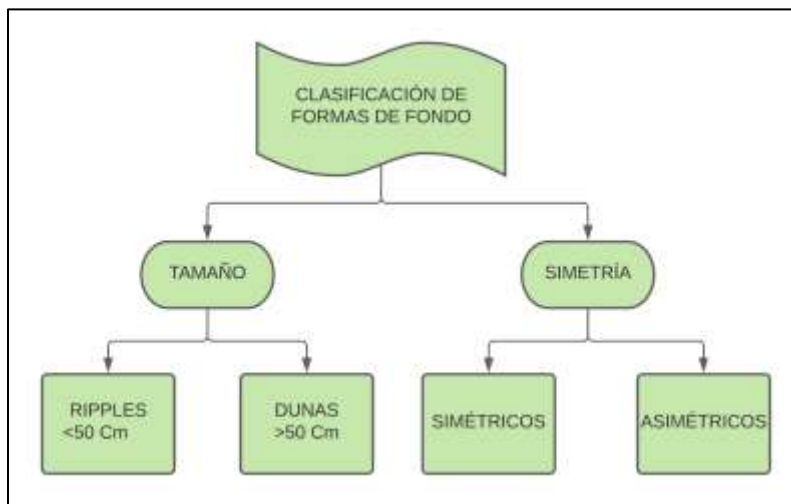 CLASIFICACIÓN DE
FORMAS DE FONDO
TAMAÑO
SIMETRÍA
RIPPLES
<50 Cm
DUNAS
>50 Cm
SIMÉTRICOS
ASIMÉTRICOS